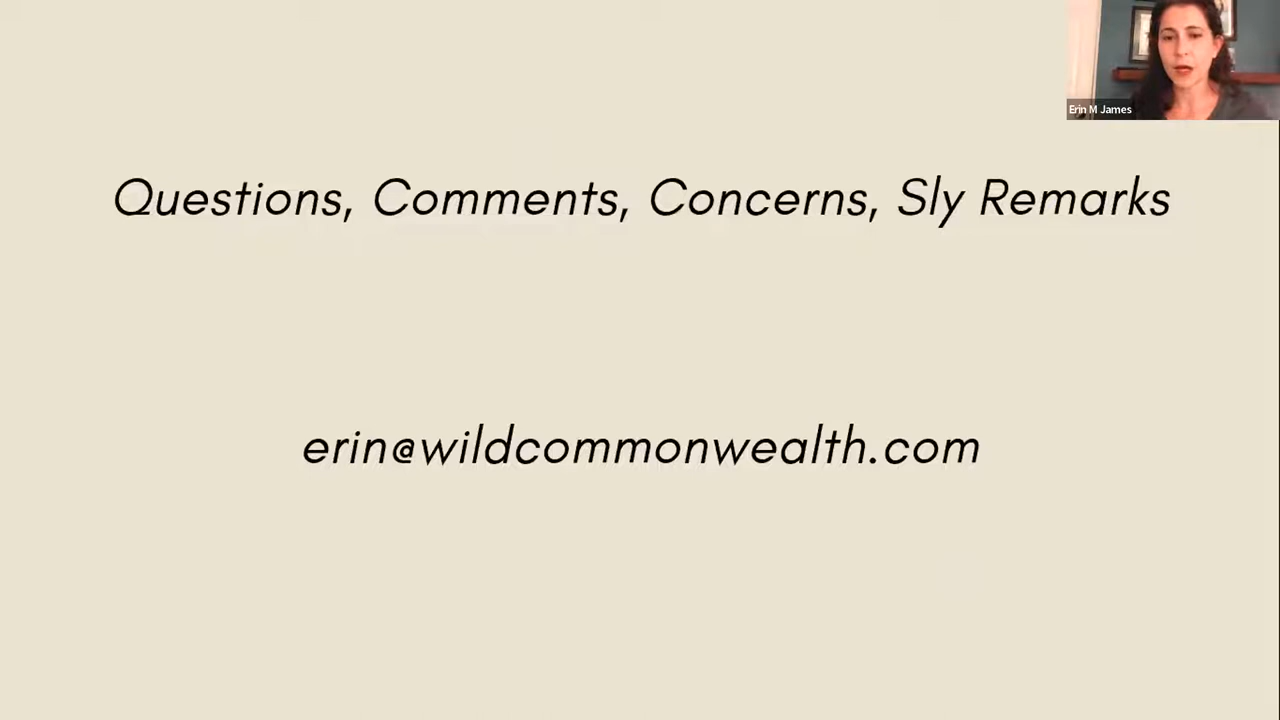 Erin M James
Questions, Comments, Concerns, Sly Remarks
erin@wildcommonwealth.com